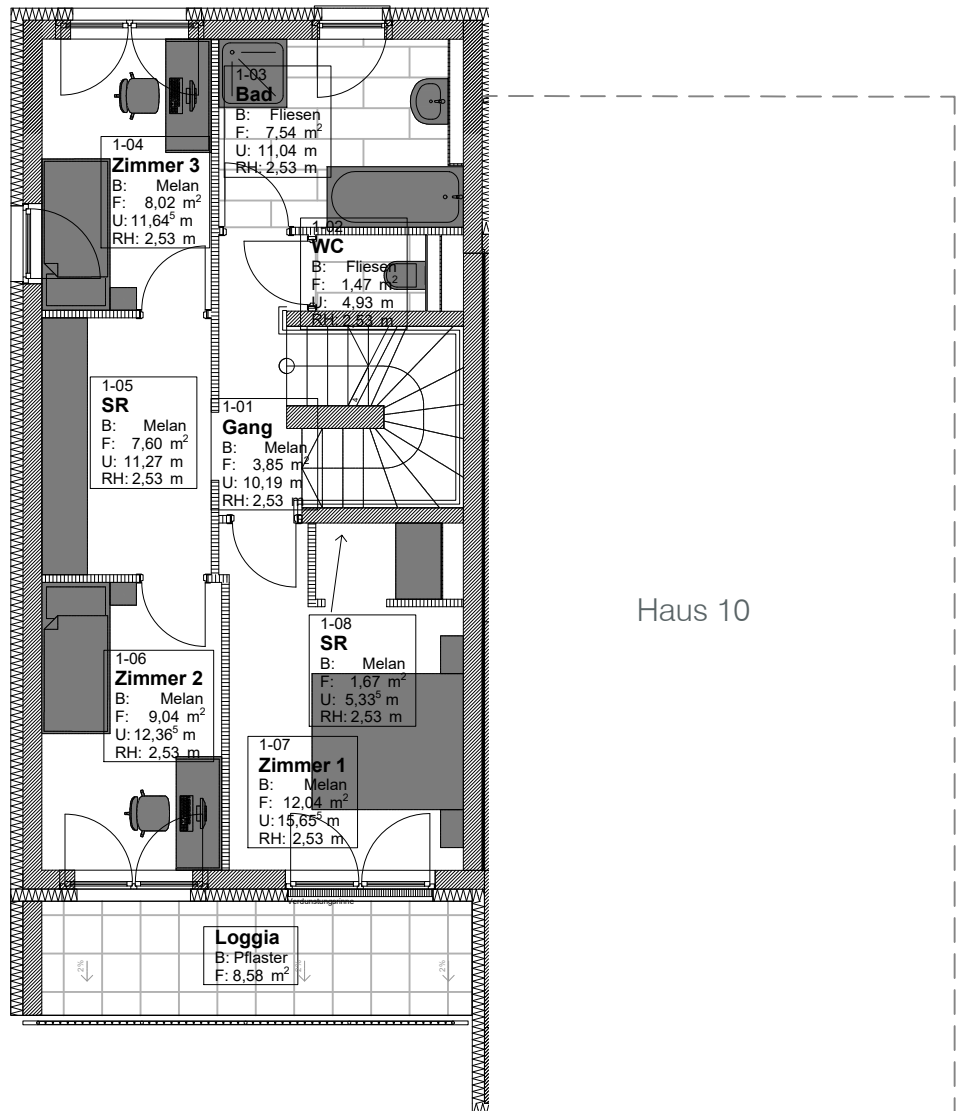 1-03
Bad
B: Fliesen
F: 7,54 m²
U: 11,04 m
RH: 2,53 m
1-04
Zimmer 3
B: Melan
F: 8,02 m²
U: 11,64⁵ m
RH: 2,53 m
1-02
WC
B: Fliesen
F: 1,47 m²
U: 4,93 m
RH: 2,53 m
1-05
SR
B: Melan
F: 7,60 m²
U: 11,27 m
RH: 2,53 m
1-01
Gang
B: Melan
F: 3,85 m²
U: 10,19 m
RH: 2,53 m
Haus 10
1-08
SR
B: Melan
F: 1,67 m²
U: 5,33⁵ m
RH: 2,53 m
1-06
Zimmer 2
B: Melan
F: 9,04 m²
U: 12,36⁵ m
RH: 2,53 m
1-07
Zimmer 1
B: Melan
F: 12,04 m²
U: 15,65⁵ m
RH: 2,53 m
Verdunstungsrinne
Loggia
B: Pflaster
F: 8,58 m²
2%
2%
2%